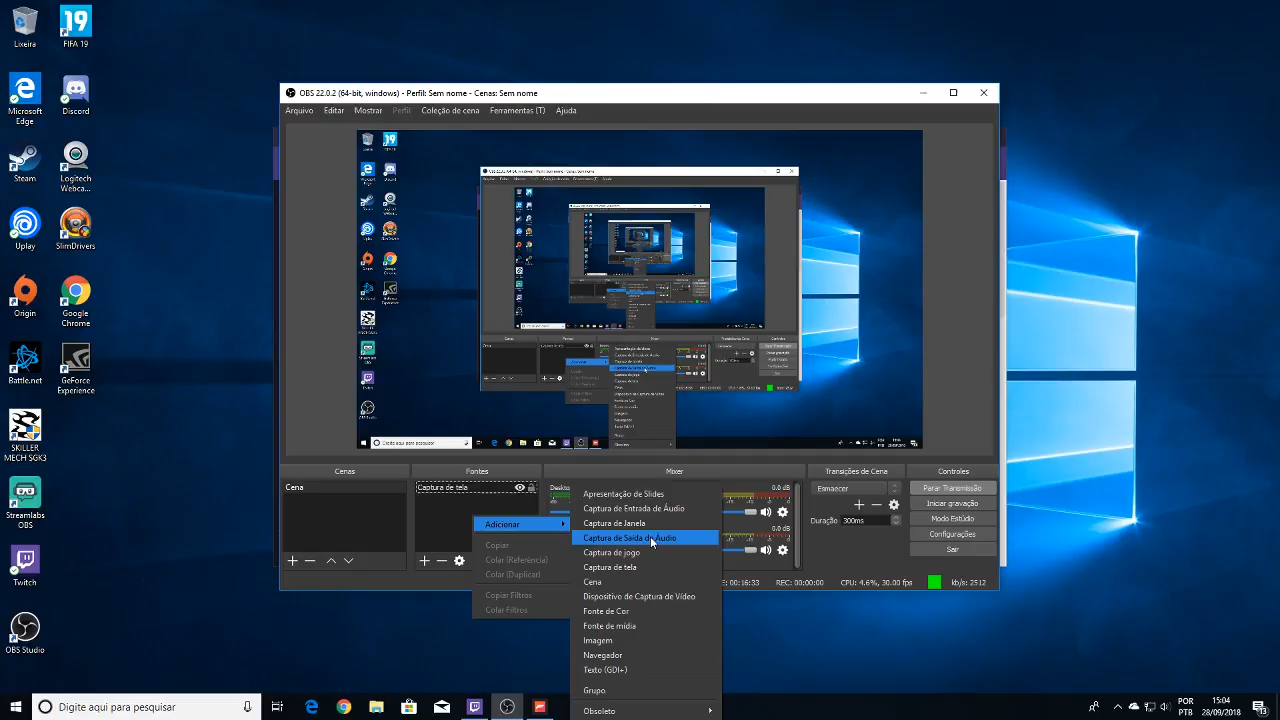 Lixeira
FIFA 19
Microsoft
Edge
Discord
Steam
Logitech
Webca...
Uplay
SlimDrivers
Origin
Google
Chrome
Battle.net
GeForce
Experience
SKILLER
MECH SGK3
Streamlabs
OBS
Twitch
OBS Studio
OBS 22.0.2 (64-bit, windows) - Perfil: Sem nome - Cenas: Sem nome
Arquivo Editar Mostrar Perfil Coleção de cena Ferramentas (T) Ajuda
Cenas
Fontes
Mixer
Transições de Cena
Controles
Cena
Captura de tela
0.0 dB
0.0 dB
Esmaecer
Duração 300ms
Parar Transmissão
Iniciar gravação
Modo Estúdio
Configurações
Sair
Adicionar
Copiar
Colar (Referência)
Colar (Duplicar)
Copiar Filtros
Colar Filtros
Apresentação de Slides
Captura de Entrada de Áudio
Captura de Janela
Captura de Saída de Áudio
Captura de jogo
Captura de tela
Cena
Dispositivo de Captura de Vídeo
Fonte de Cor
Fonte de mídia
Imagem
Navegador
Texto (GDI+)
Grupo
Obsoleto
00:16:33 REC: 00:00:00 CPU: 4.6%, 30.00 fps kb/s: 2512
Digite aqui para pesquisar
POR
PTB
15:04
28/09/2018